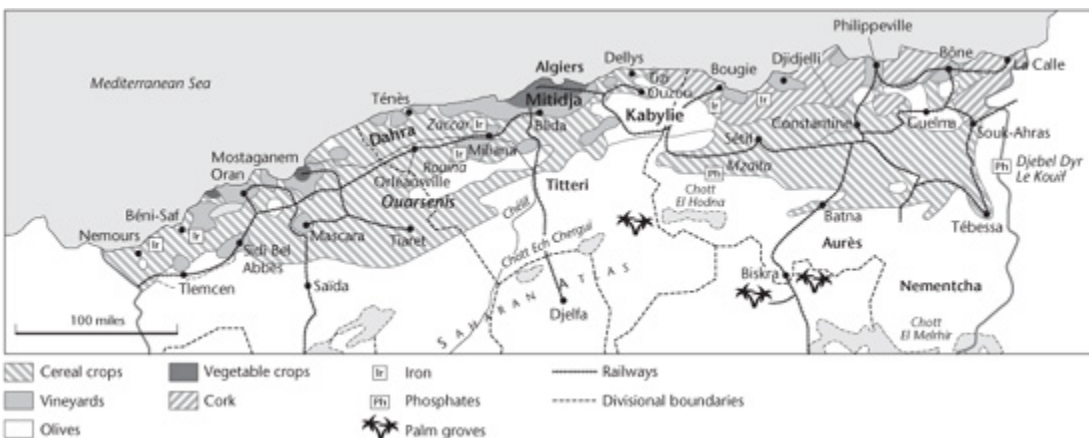 Philippeville
Mediterranean Sea
Algiers
Dellys
Tizi
Ouzou
Bougie
Djidjelli
Bône
La Calle
Ténès
Mitidja
Kabylie
Dahra
Zaccar
Ir
Blida
Ir
Ir
Constantine
Guelma
Souk-Ahras
Mostaganem
Oran
Rouina
Ir
Miliana
Sétif
Mzaita
Ph
Djebel Dyr
Le Kouif
Orléansville
Ouarsenis
Titteri
Ph
Chott
El Hodna
Béni-Saf
Nemours
Ir
Ir
Sidi Bel
Abbès
Mascara
Tiaret
Chélif
Batna
Tébessa
Tlemcen
Saïda
Chott Ech Chergui
Aurès
Biskra
Nementcha
SAHARAN ATLAS
Djelfa
100 miles
Chott
El Melrhir
Cereal crops
Vegetable crops
Ir
Iron
Railways
Vineyards
Cork
Ph
Phosphates
Divisional boundaries
Olives
Palm groves